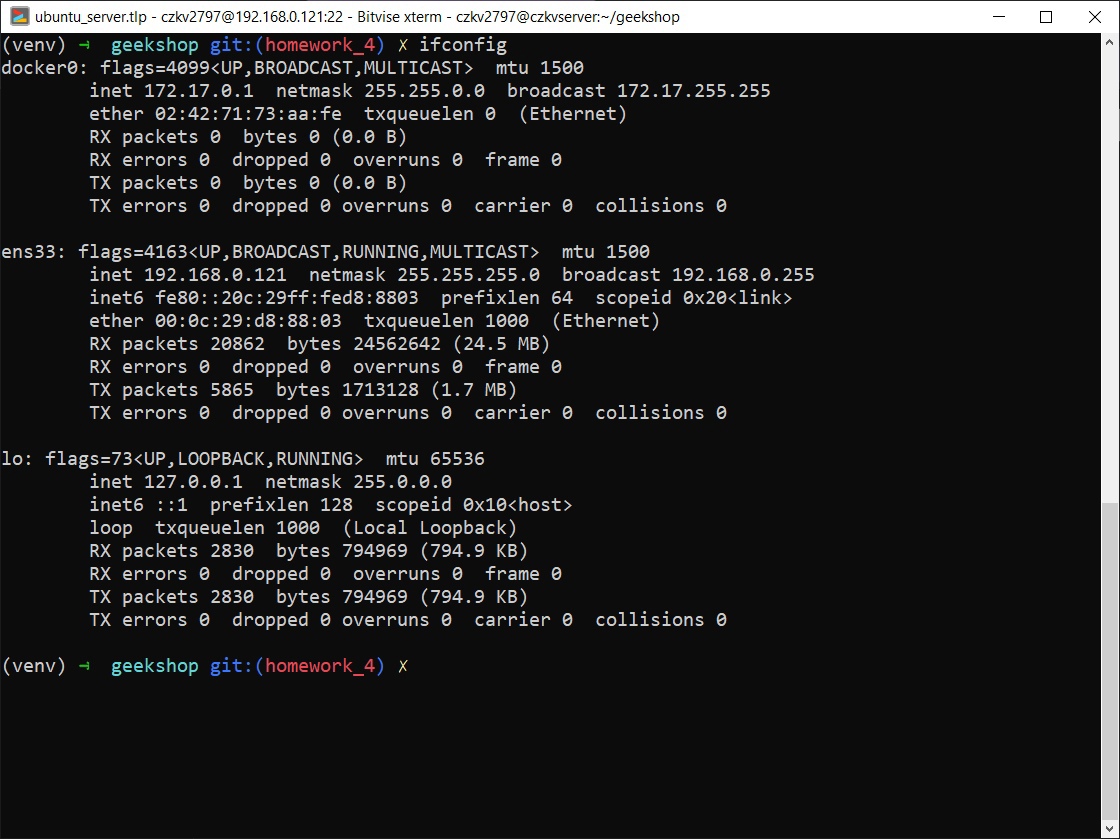 ubuntu_server.tlp - czkv2797@192.168.0.121:22 - Bitvise xterm - czkv2797@czkvserver:~/geekshop
(venv) → geekshop git:(homework_4) ✗ ifconfig
docker0: flags=4099<UP,BROADCAST,MULTICAST>  mtu 1500
        inet 172.17.0.1  netmask 255.255.0.0  broadcast 172.17.255.255
        ether 02:42:71:73:aa:fe  txqueuelen 0  (Ethernet)
        RX packets 0  bytes 0 (0.0 B)
        RX errors 0  dropped 0  overruns 0  frame 0
        TX packets 0  bytes 0 (0.0 B)
        TX errors 0  dropped 0 overruns 0  carrier 0  collisions 0

ens33: flags=4163<UP,BROADCAST,RUNNING,MULTICAST>  mtu 1500
        inet 192.168.0.121  netmask 255.255.255.0  broadcast 192.168.0.255
        inet6 fe80::20c:29ff:fed8:8803  prefixlen 64  scopeid 0x20<link>
        ether 00:0c:29:d8:88:03  txqueuelen 1000  (Ethernet)
        RX packets 20862  bytes 24562642 (24.5 MB)
        RX errors 0  dropped 0  overruns 0  frame 0
        TX packets 5865  bytes 1713128 (1.7 MB)
        TX errors 0  dropped 0 overruns 0  carrier 0  collisions 0

lo: flags=73<UP,LOOPBACK,RUNNING>  mtu 65536
        inet 127.0.0.1  netmask 255.0.0.0
        inet6 ::1  prefixlen 128  scopeid 0x10<host>
        loop  txqueuelen 1000  (Local Loopback)
        RX packets 2830  bytes 794969 (794.9 KB)
        RX errors 0  dropped 0  overruns 0  frame 0
        TX packets 2830  bytes 794969 (794.9 KB)
        TX errors 0  dropped 0 overruns 0  carrier 0  collisions 0

(venv) → geekshop git:(homework_4) ✗